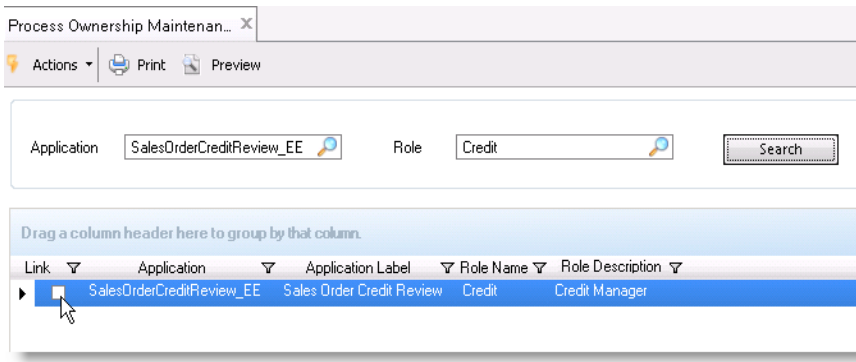 Process Ownership Maintenan... X
Actions Print Preview
Application SalesOrderCreditReview_EE Role Credit Search
Drag a column header here to group by that column.
Link Application Application Label Role Name Role Description
SalesOrderCreditReview_EE Sales Order Credit Review Credit Credit Manager